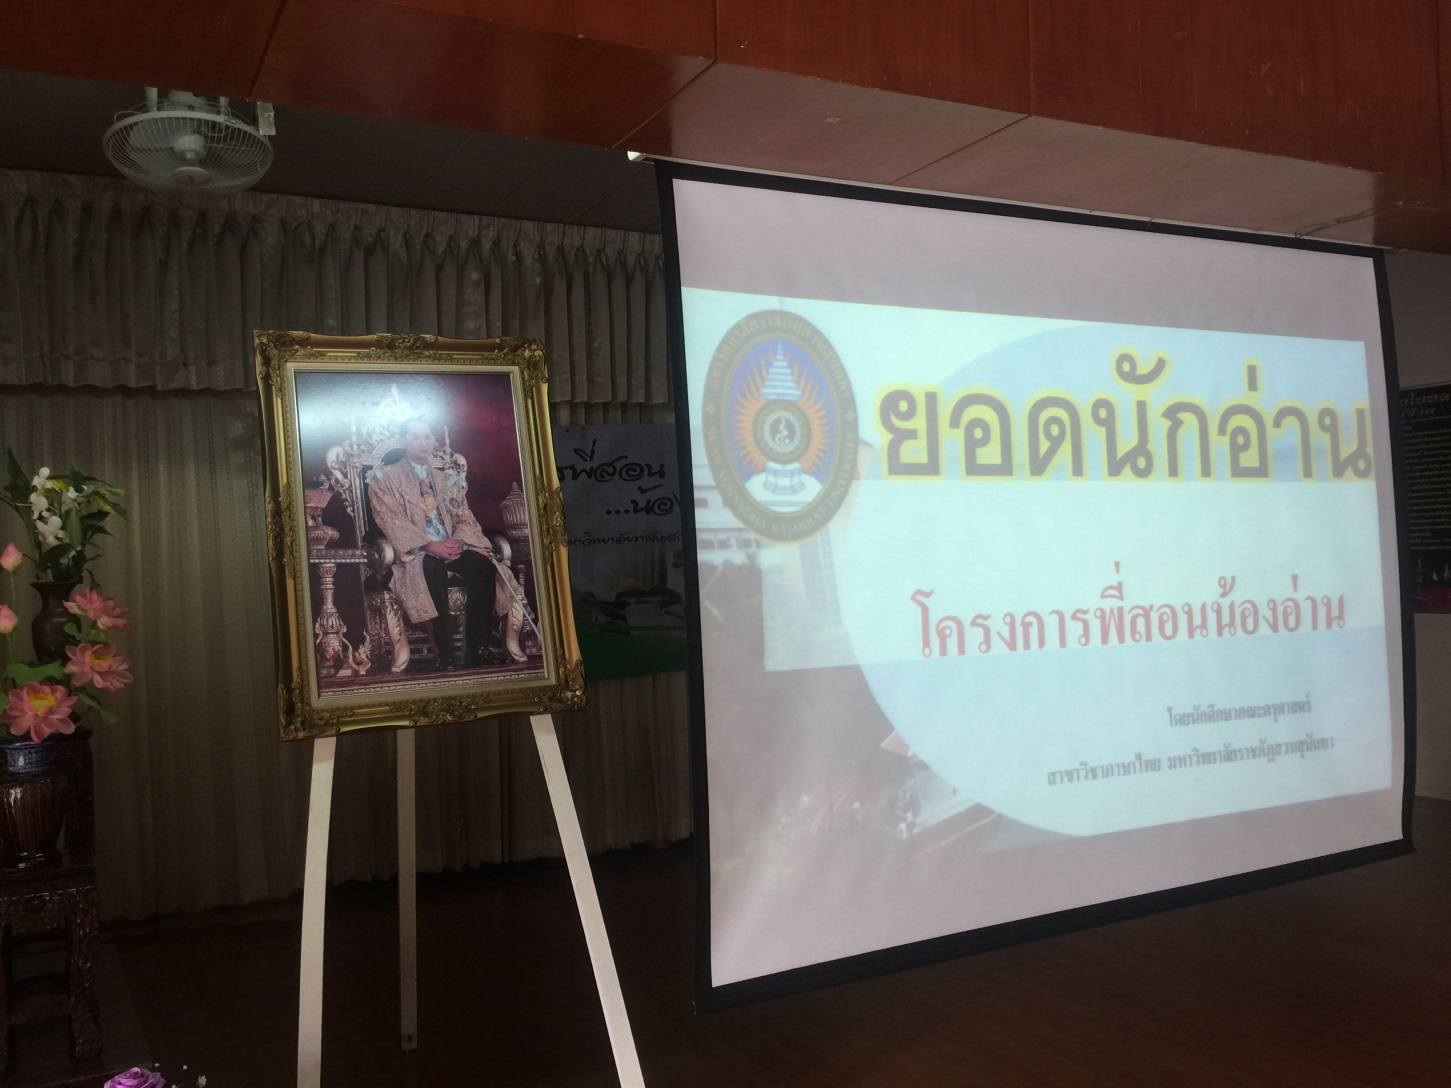 ยอดนักอ่าน
โครงการพี่สอนน้องอ่าน
โดยนักศึกษาคณะครุศาสตร์
สาขาวิชาภาษาไทย มหาวิทยาลัยราชภัฏสวนสุนันทา
SUAN SUNANDHA RAJABHAT UNIVERSITY
พี่สอน
...น้อง